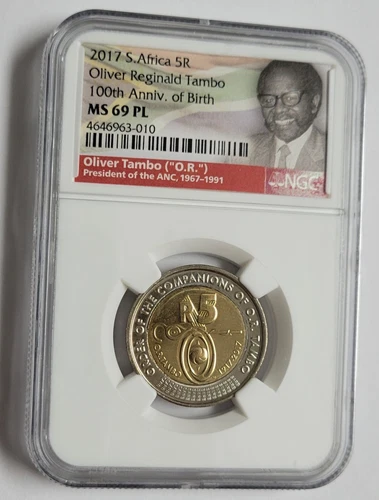 2017 S.Africa 5R
Oliver Reginald Tambo
100th Anniv. of Birth
MS 69 PL
4646963-010
Oliver Tambo ("O.R.")
President of the ANC, 1967–1991
NGC
R5
ORDER OF THE COMPANIONS OF O.R. TAMBO